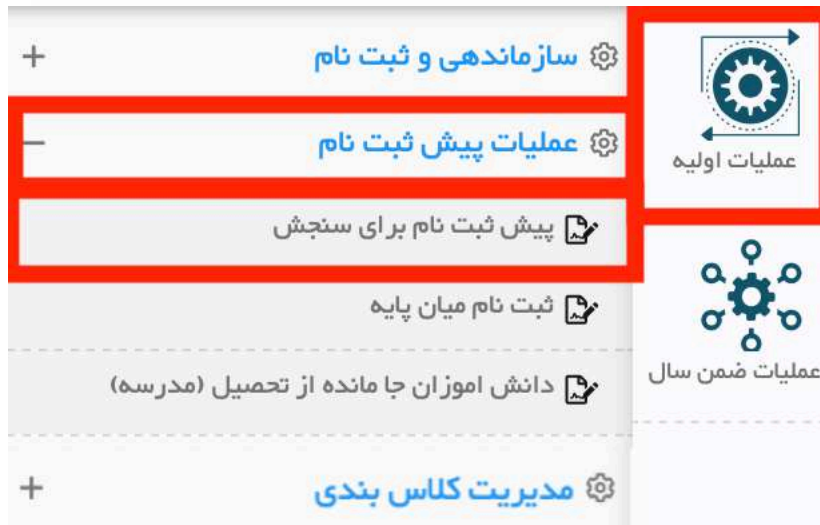 عملیات اولیه
عملیات ضمن سال
سازماندهی و ثبت نام
عملیات پیش ثبت نام
پیش ثبت نام برای سنجش
ثبت نام میان پایه
دانش اموزان جا مانده از تحصیل (مدرسه)
مدیریت کلاس بندی